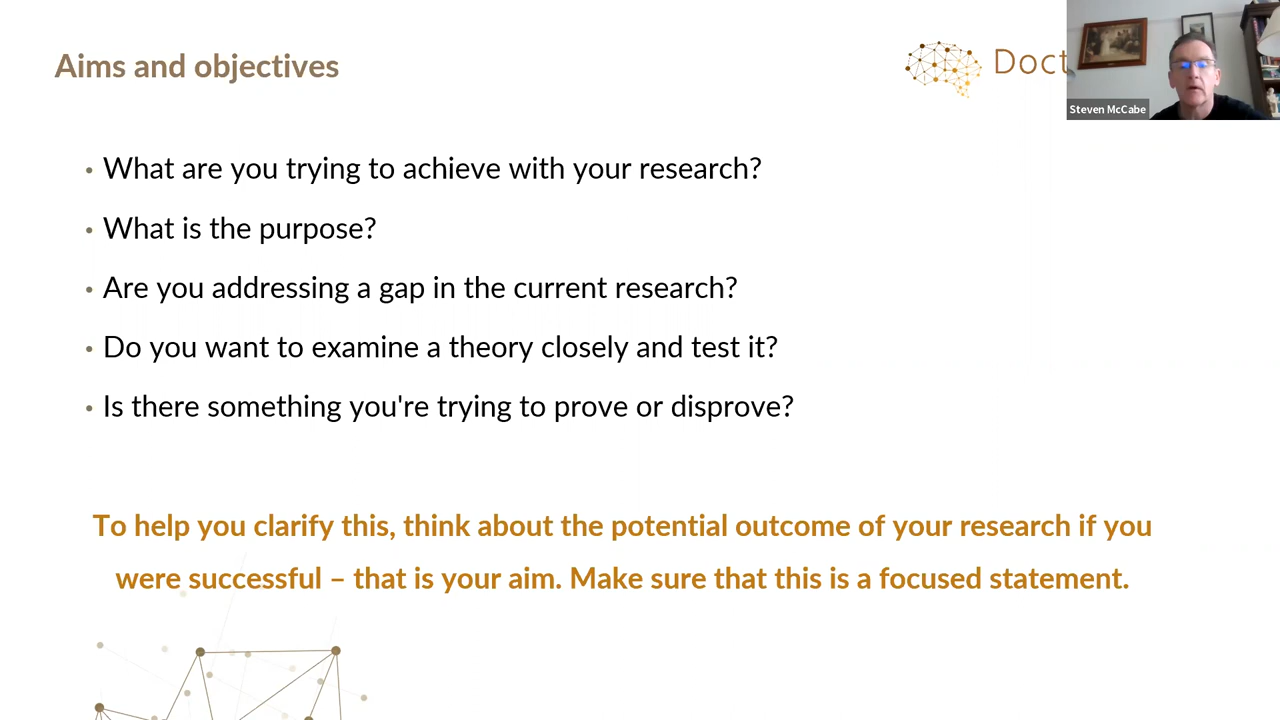 Aims and objectives
Doct
Steven McCabe
• What are you trying to achieve with your research?
• What is the purpose?
• Are you addressing a gap in the current research?
• Do you want to examine a theory closely and test it?
• Is there something you're trying to prove or disprove?
To help you clarify this, think about the potential outcome of your research if you
were successful – that is your aim. Make sure that this is a focused statement.